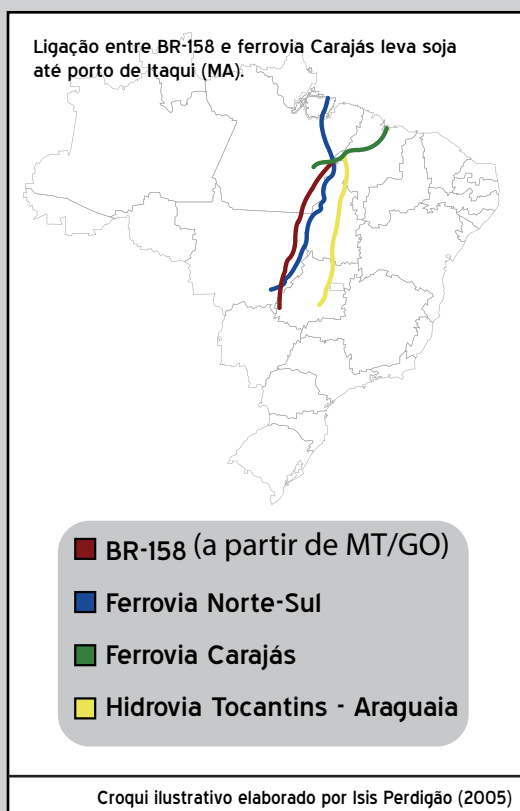 Ligação entre BR-158 e ferrovia Carajás leva soja
até porto de Itaqui (MA).
BR-158 (a partir de MT/GO)
Ferrovia Norte-Sul
Ferrovia Carajás
Hidrovia Tocantins - Araguaia
Croqui ilustrativo elaborado por Isis Perdigão (2005)